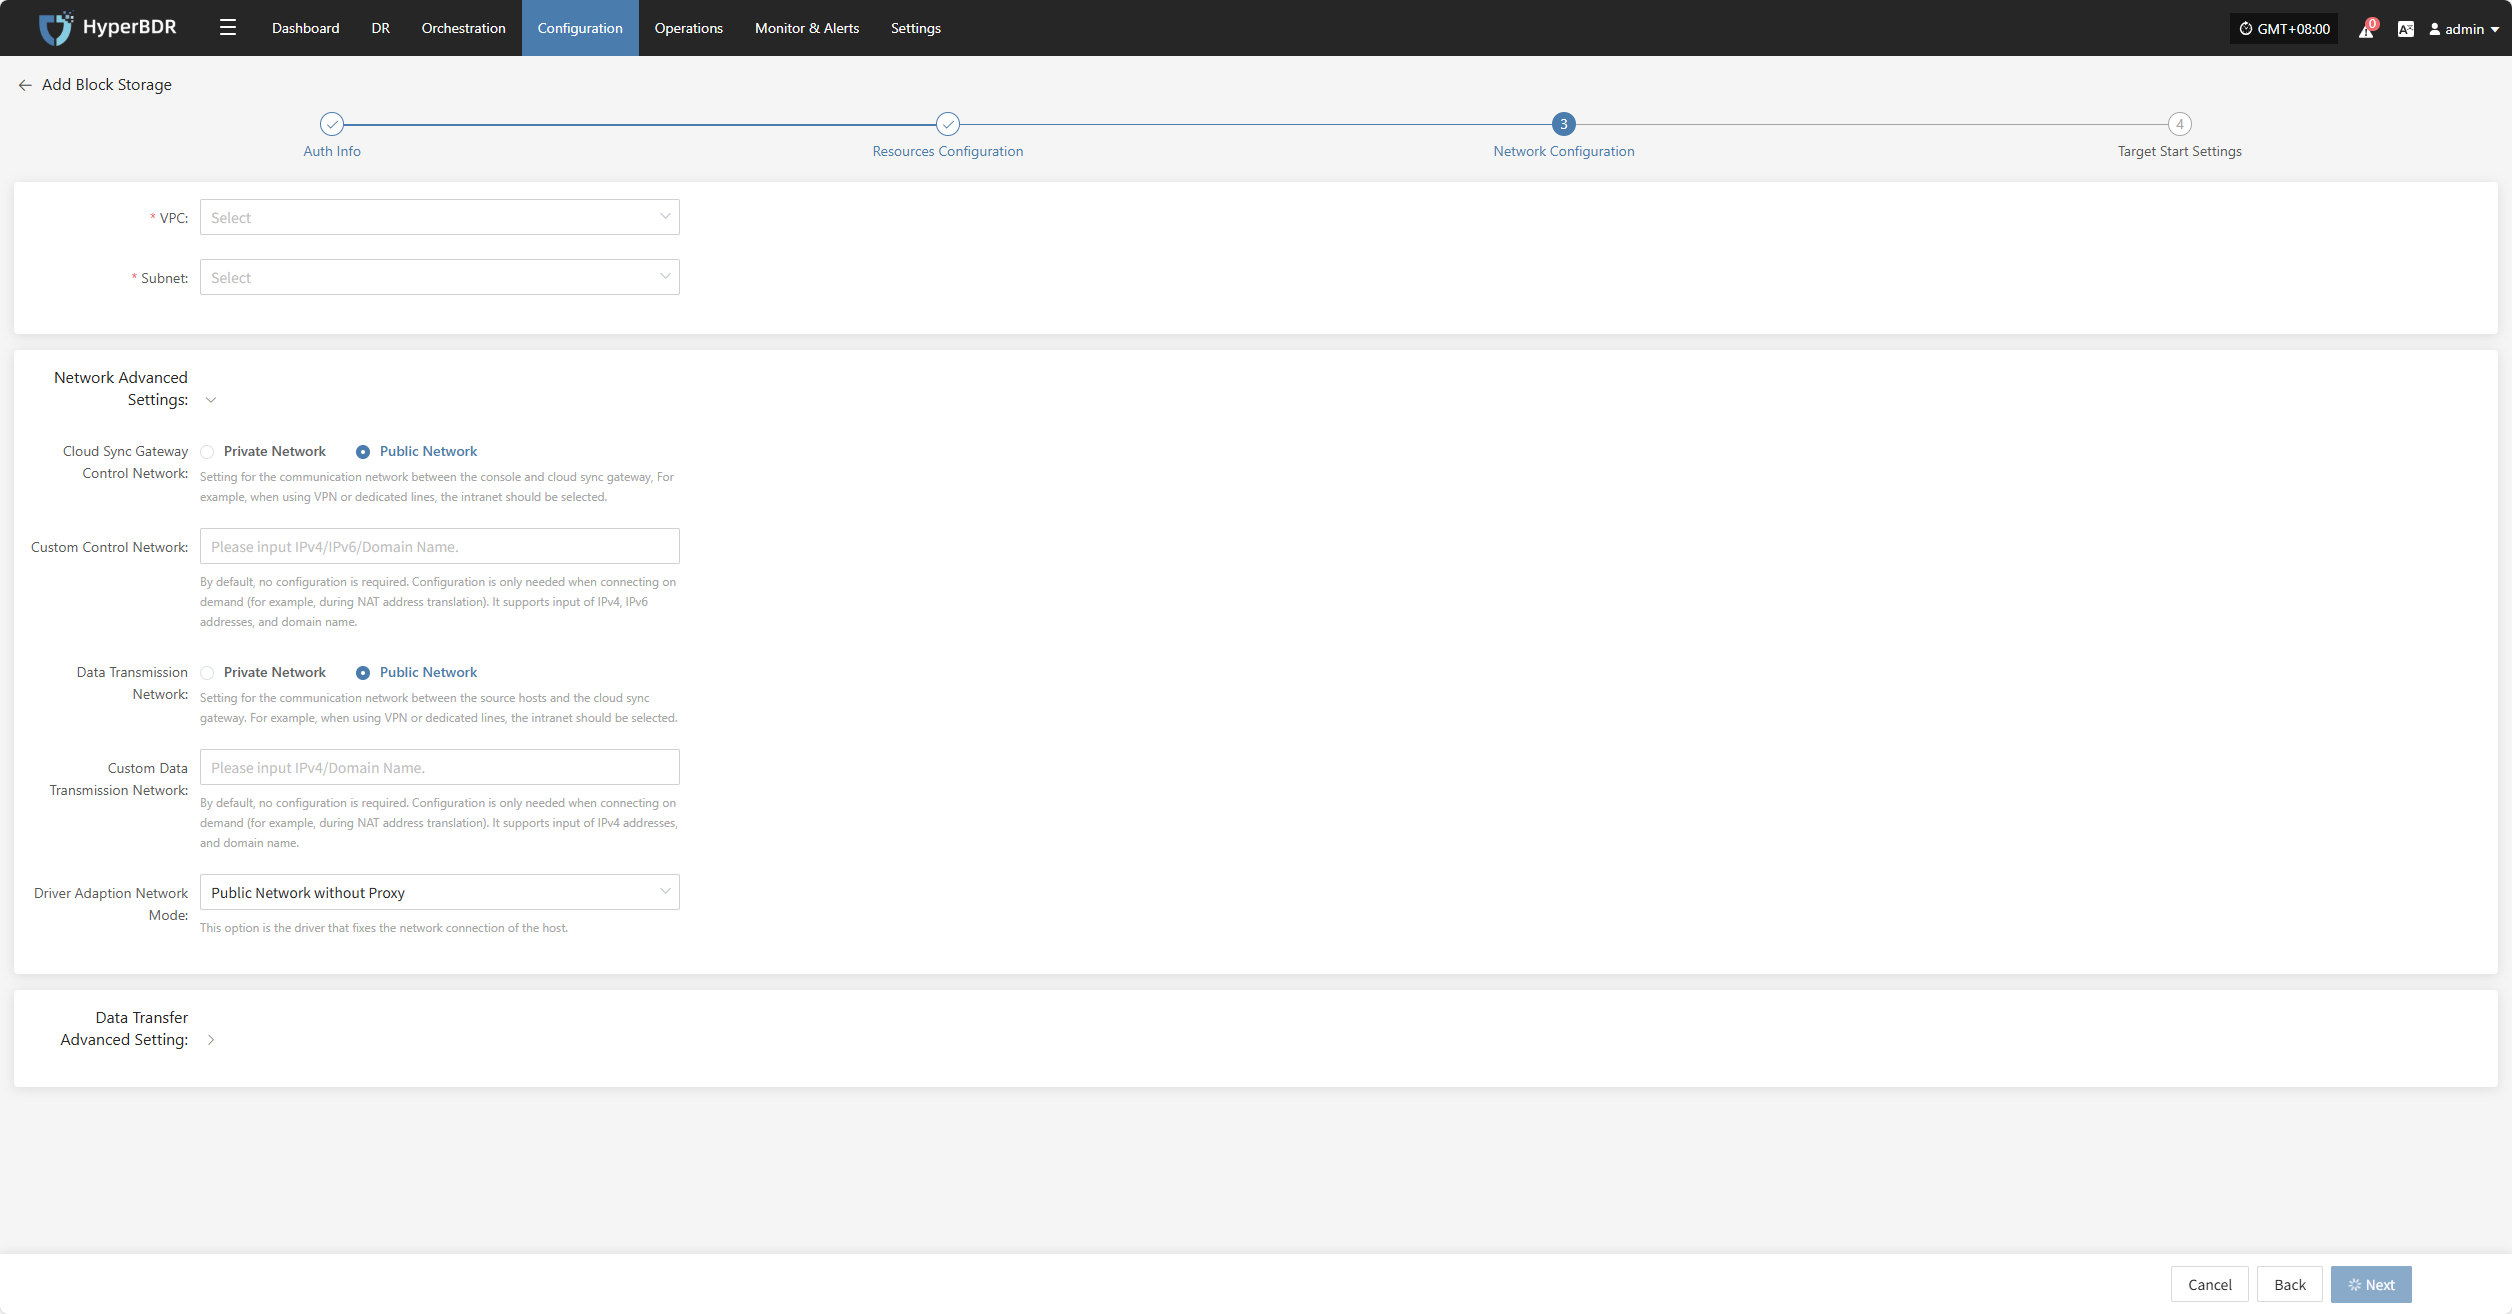 HyperBDR
Dashboard
DR
Orchestration
Configuration
Operations
Monitor & Alerts
Settings
GMT+08:00
0
admin
Add Block Storage
3
4
Auth Info
Resources Configuration
Network Configuration
Target Start Settings
* VPC:
Select
* Subnet:
Select
Network Advanced
Settings:
Cloud Sync Gateway
Control Network:
Private Network
Public Network
Setting for the communication network between the console and cloud sync gateway, For
example, when using VPN or dedicated lines, the intranet should be selected.
Custom Control Network:
Please input IPv4/IPv6/Domain Name.
By default, no configuration is required. Configuration is only needed when connecting on
demand (for example, during NAT address translation). It supports input of IPv4, IPv6
addresses, and domain name.
Data Transmission
Network:
Private Network
Public Network
Setting for the communication network between the source hosts and the cloud sync
gateway. For example, when using VPN or dedicated lines, the intranet should be selected.
Custom Data
Transmission Network:
Please input IPv4/Domain Name.
By default, no configuration is required. Configuration is only needed when connecting on
demand (for example, during NAT address translation). It supports input of IPv4 addresses,
and domain name.
Driver Adaption Network
Mode:
Public Network without Proxy
This option is the driver that fixes the network connection of the host.
Data Transfer
Advanced Setting:
Cancel
Back
Next